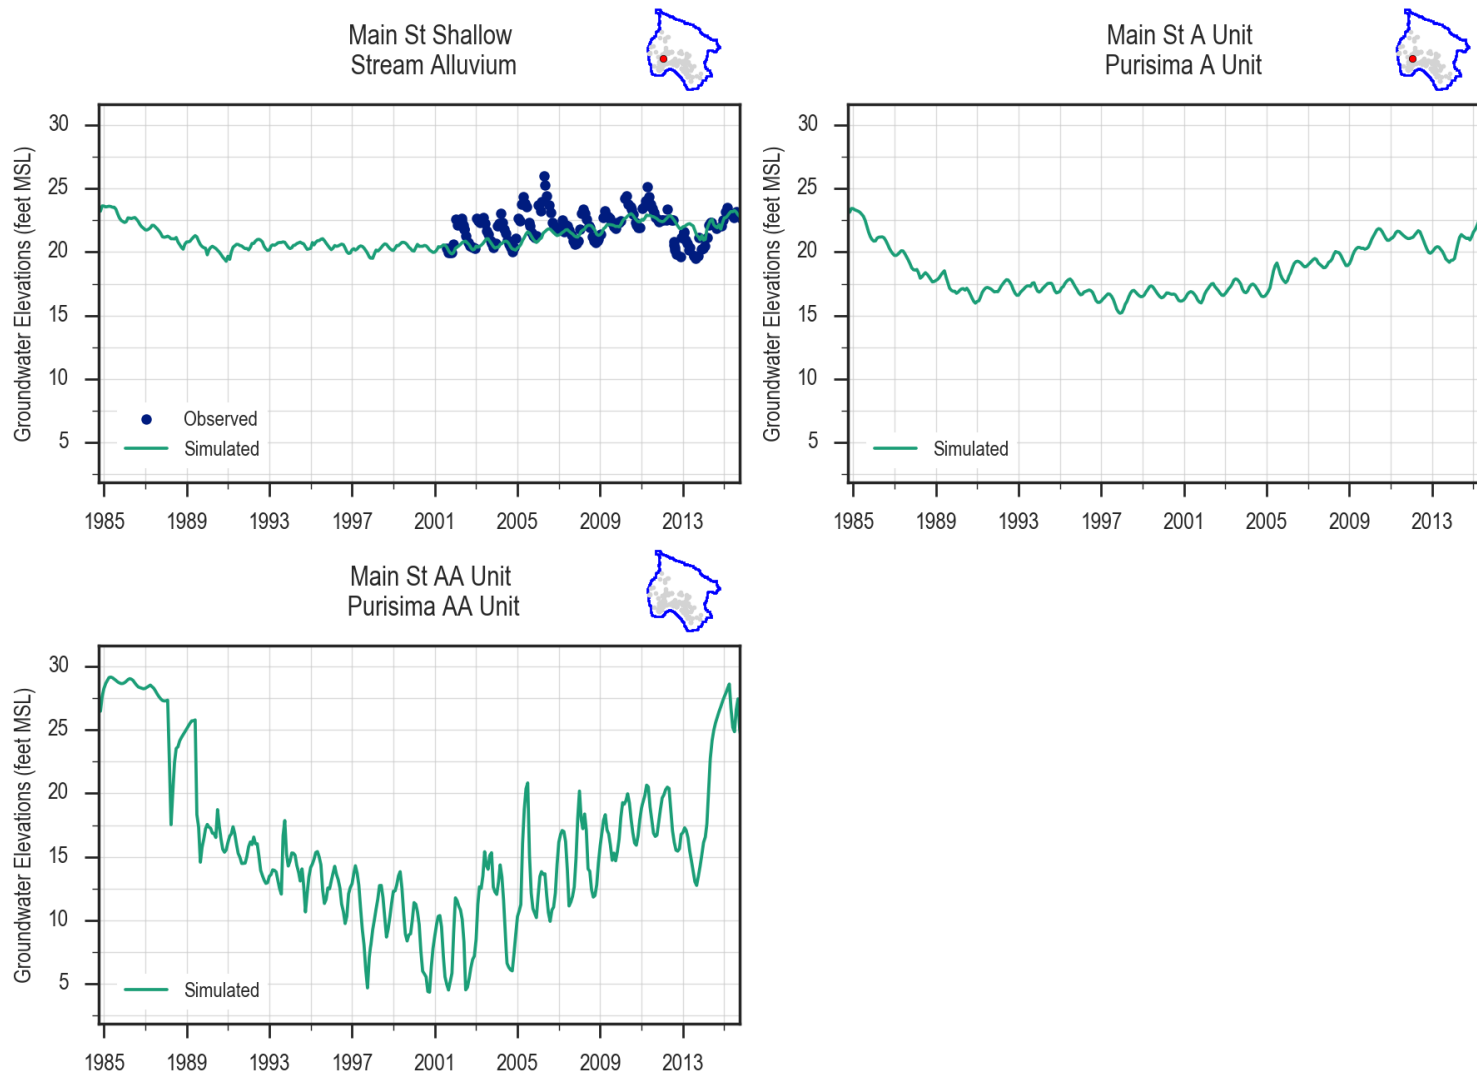 Main St Shallow
Stream Alluvium
Groundwater Elevations (feet MSL)
30
25
20
15
10
5
Observed
Simulated
1985 1989 1993 1997 2001 2005 2009 2013
Main St A Unit
Purisima A Unit
Groundwater Elevations (feet MSL)
30
25
20
15
10
5
Simulated
1985 1989 1993 1997 2001 2005 2009 2013
Main St AA Unit
Purisima AA Unit
Groundwater Elevations (feet MSL)
30
25
20
15
10
5
Simulated
1985 1989 1993 1997 2001 2005 2009 2013